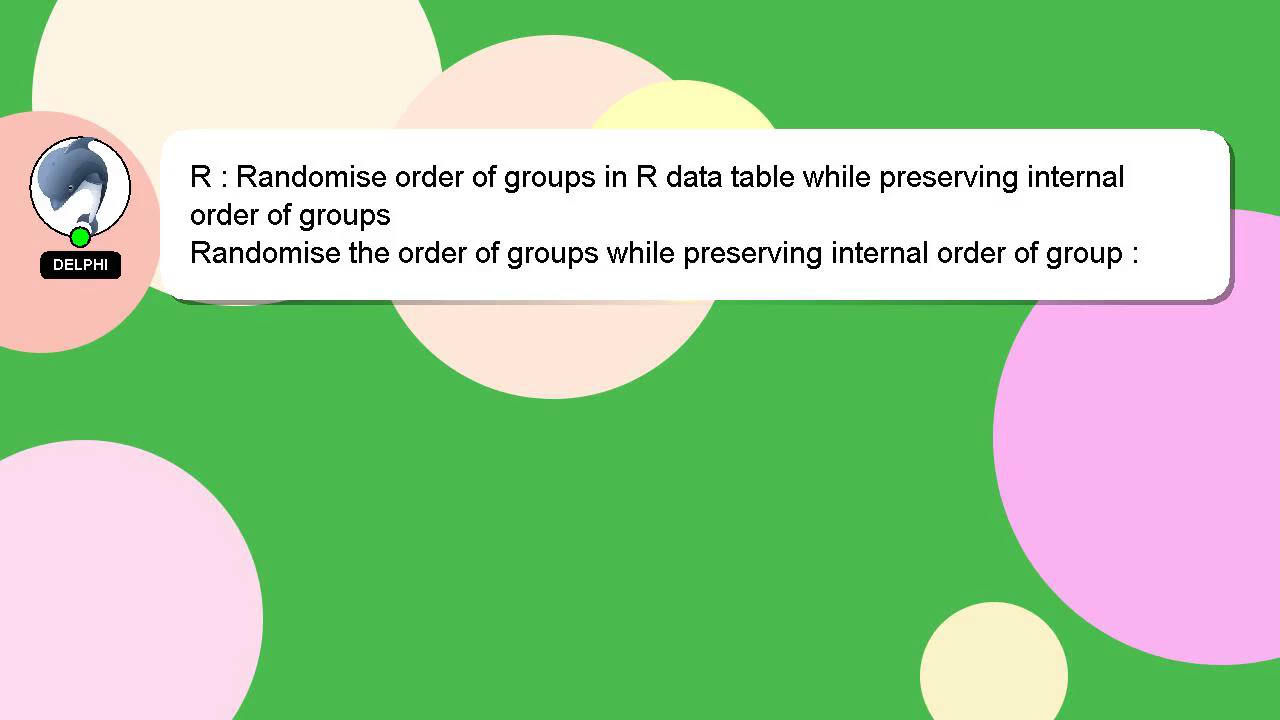 R : Randomise order of groups in R data table while preserving internal
order of groups
Randomise the order of groups while preserving internal order of group :
DELPHI